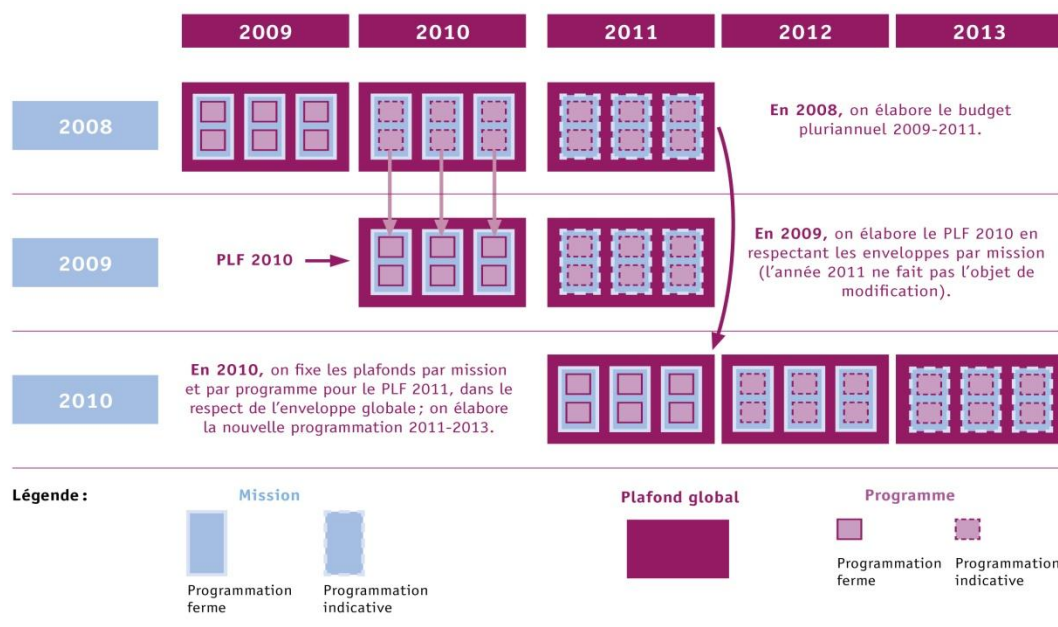 2009 2010 2011 2012 2013
2008
En 2008, on élabore le budget
pluriannuel 2009-2011.
2009
PLF 2010
En 2009, on élabore le PLF 2010 en
respectant les enveloppes par mission
(l'année 2011 ne fait pas l'objet de
modification).
2010
En 2010, on fixe les plafonds par mission
et par programme pour le PLF 2011, dans le
respect de l'enveloppe globale ; on élabore
la nouvelle programmation 2011-2013.
Légende :
Mission
Programmation
ferme
Programmation
indicative
Plafond global
Programme
Programmation
ferme
Programmation
indicative